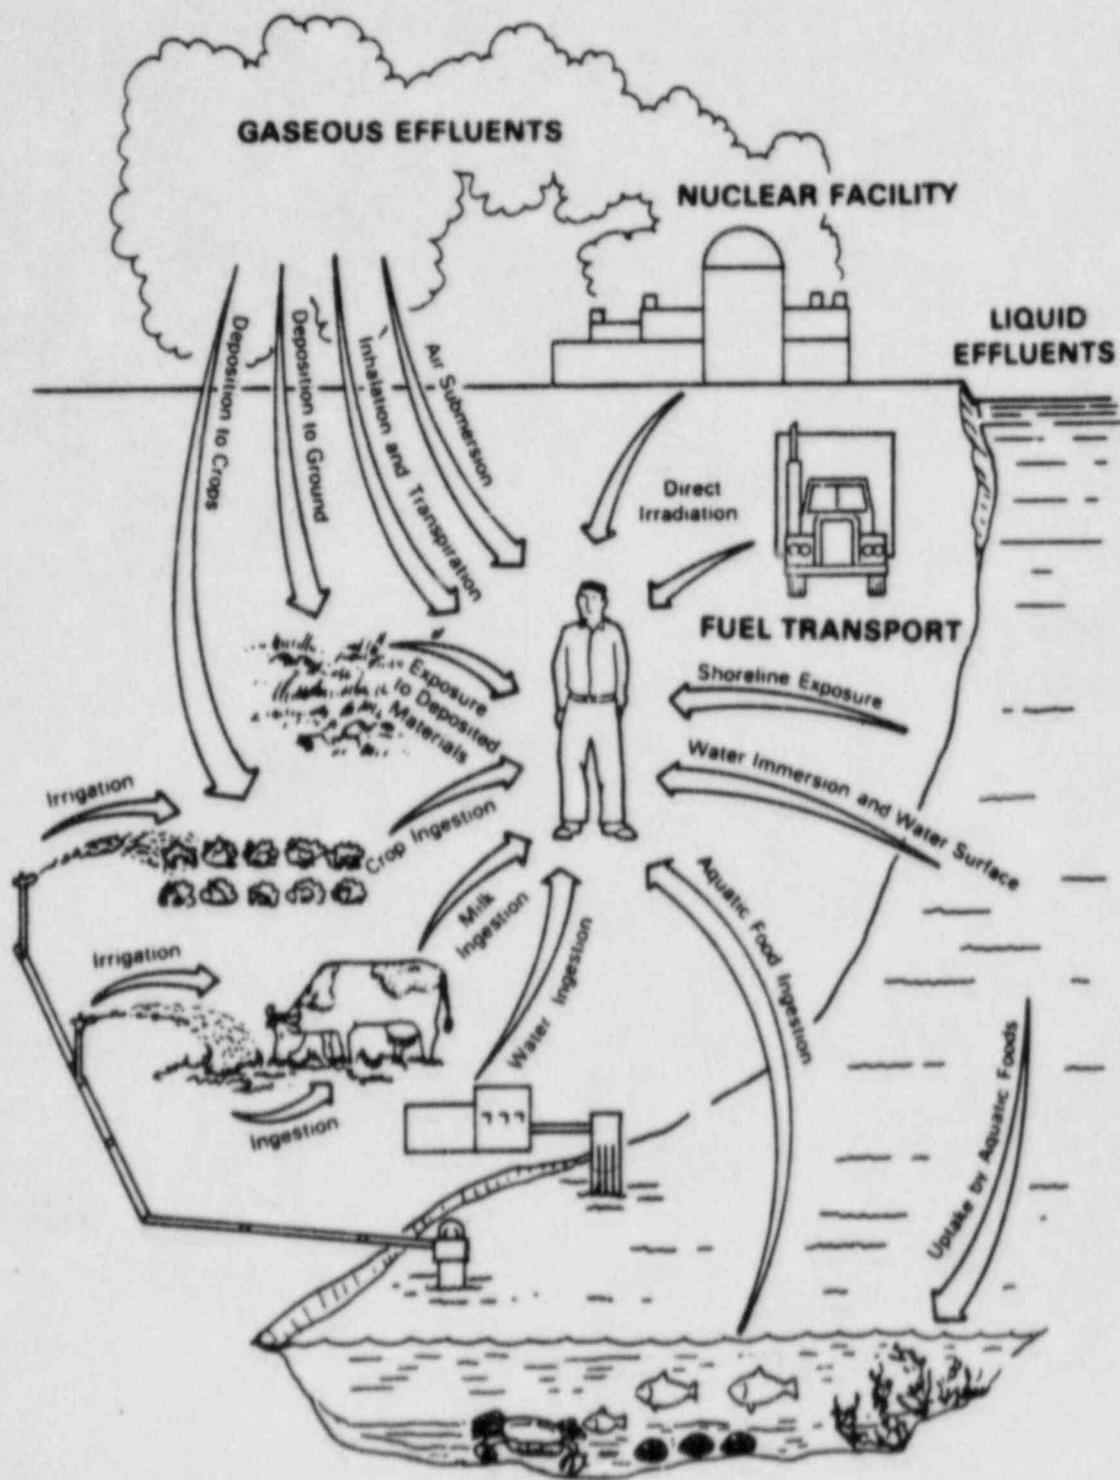 GASEOUS EFFLUENTS
NUCLEAR FACILITY
LIQUID
EFFLUENTS
Deposition to Crops
Deposition to Ground
Inhalation and Transpiration
Air Submersion
Direct
Irradiation
FUEL TRANSPORT
Exposure
to Deposited
Materials
Shoreline Exposure
Water Immersion and Water Surface
Irrigation
Crop Ingestion
Milk
Ingestion
Water Ingestion
Aquatic Food Ingestion
Irrigation
Ingestion
Uptake by Aquatic Foods